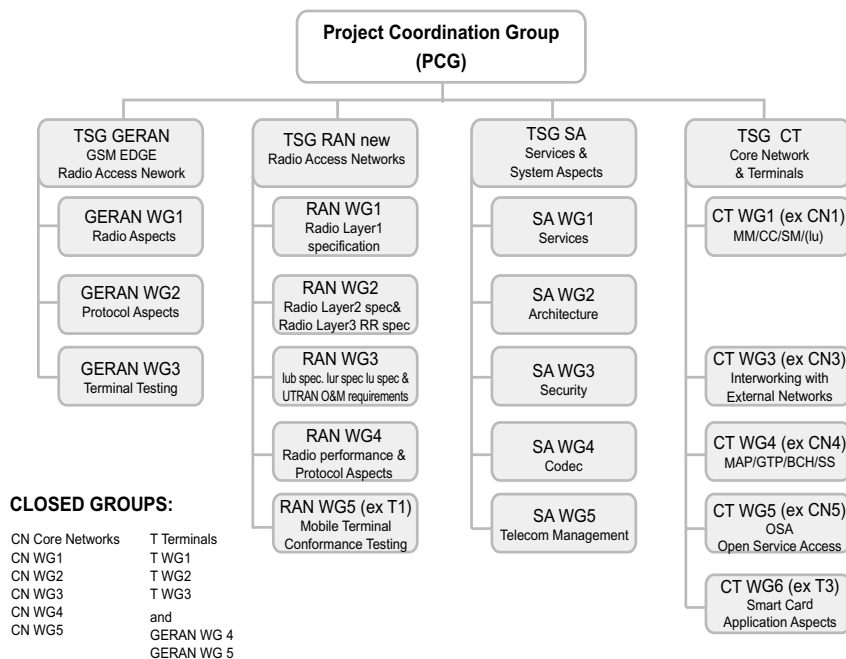 Project Coordination Group
(PCG)
TSG GERAN
GSM EDGE
Radio Access Nework
GERAN WG1
Radio Aspects
GERAN WG2
Protocol Aspects
GERAN WG3
Terminal Testing
TSG RAN new
Radio Access Networks
RAN WG1
Radio Layer1
specification
RAN WG2
Radio Layer2 spec&
Radio Layer3 RR spec
RAN WG3
lub spec. lur spec lu spec &
UTRAN O&M requirements
RAN WG4
Radio performance &
Protocol Aspects
RAN WG5 (ex T1)
Mobile Terminal
Conformance Testing
TSG SA
Services &
System Aspects
SA WG1
Services
SA WG2
Architecture
SA WG3
Security
SA WG4
Codec
SA WG5
Telecom Management
TSG CT
Core Network
& Terminals
CT WG1 (ex CN1)
MM/CC/SM/(lu)
CT WG3 (ex CN3)
Interworking with
External Networks
CT WG4 (ex CN4)
MAP/GTP/BCH/SS
CT WG5 (ex CN5)
OSA
Open Service Access
CT WG6 (ex T3)
Smart Card
Application Aspects
CLOSED GROUPS:
CN Core Networks
CN WG1
CN WG2
CN WG3
CN WG4
CN WG5
T Terminals
T WG1
T WG2
T WG3
and
GERAN WG 4
GERAN WG 5